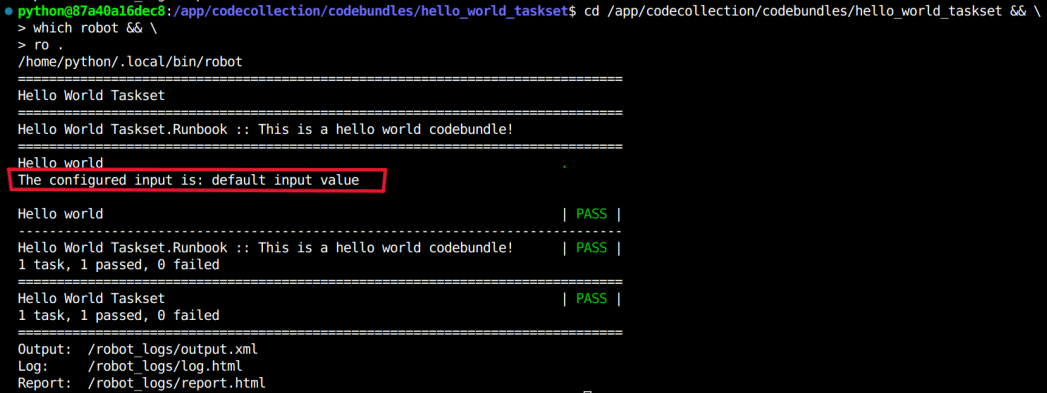 python@87a40a16dec8:/app/codecollection/codebundles/hello_world_taskset$ cd /app/codecollection/codebundles/hello_world_taskset && \
> which robot && \
> ro .
/home/python/.local/bin/robot
==============================================================================
Hello World Taskset
==============================================================================
Hello World Taskset.Runbook :: This is a hello world codebundle!
==============================================================================
Hello world .
The configured input is: default input value
Hello world | PASS |
------------------------------------------------------------------------------
Hello World Taskset.Runbook :: This is a hello world codebundle! | PASS |
1 task, 1 passed, 0 failed
==============================================================================
Hello World Taskset | PASS |
1 task, 1 passed, 0 failed
==============================================================================
Output: /robot_logs/output.xml
Log: /robot_logs/log.html
Report: /robot_logs/report.html